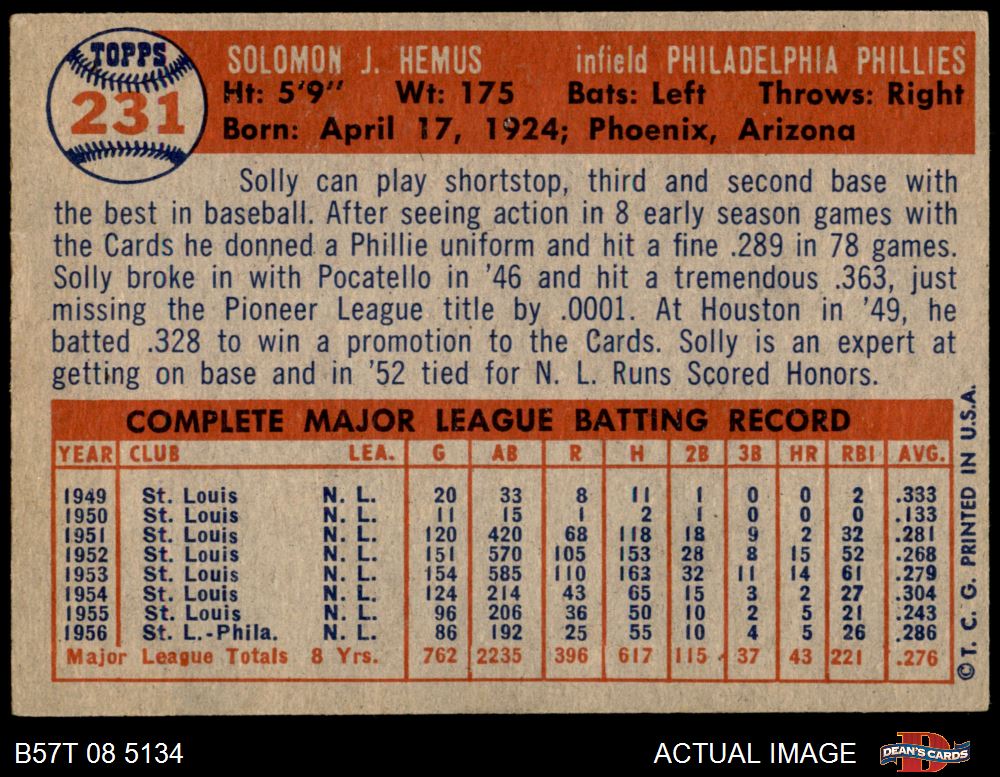 TOPPS
231
SOLOMON J. HEMUS infield PHILADELPHIA PHILLIES
Ht: 5'9" Wt: 175 Bats: Left Throws: Right
Born: April 17, 1924; Phoenix, Arizona
Solly can play shortstop, third and second base with
the best in baseball. After seeing action in 8 early season games with
the Cards he donned a Phillie uniform and hit a fine .289 in 78 games.
Solly broke in with Pocatello in '46 and hit a tremendous .363, just
missing the Pioneer League title by .0001. At Houston in '49, he
batted .328 to win a promotion to the Cards. Solly is an expert at
getting on base and in '52 tied for N. L. Runs Scored Honors.
COMPLETE MAJOR LEAGUE BATTING RECORD
YEAR CLUB LEA. G AB R H 2B 3B HR RBI AVG.
1949 St. Louis N. L. 20 33 8 11 1 0 0 2 .333
1950 St. Louis N. L. 11 15 1 2 1 0 0 0 .133
1951 St. Louis N. L. 120 420 68 118 18 9 2 32 .281
1952 St. Louis N. L. 151 570 105 153 28 8 15 52 .268
1953 St. Louis N. L. 154 585 110 163 32 11 14 61 .279
1954 St. Louis N. L. 124 214 43 65 15 3 2 27 .304
1955 St. Louis N. L. 96 206 36 50 10 2 5 21 .243
1956 St. L.-Phila. N. L. 86 192 25 55 10 4 5 26 .286
Major League Totals 8 Yrs. 762 2235 396 617 115 37 43 221 .276
© T. C. G. PRINTED IN U.S.A.
B57T 08 5134 ACTUAL IMAGE
DEAN'S CARDS